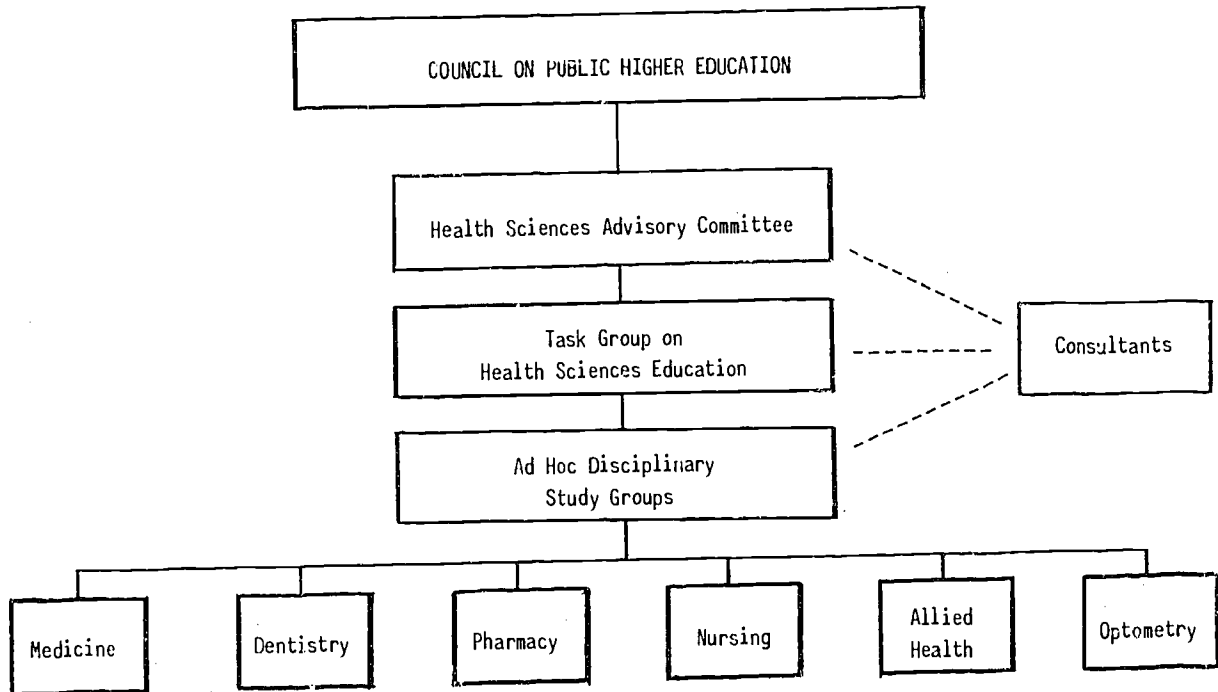 COUNCIL ON PUBLIC HIGHER EDUCATION
Health Sciences Advisory Committee
Task Group on
Health Sciences Education
Consultants
Ad Hoc Disciplinary
Study Groups
Medicine
Dentistry
Pharmacy
Nursing
Allied
Health
Optometry